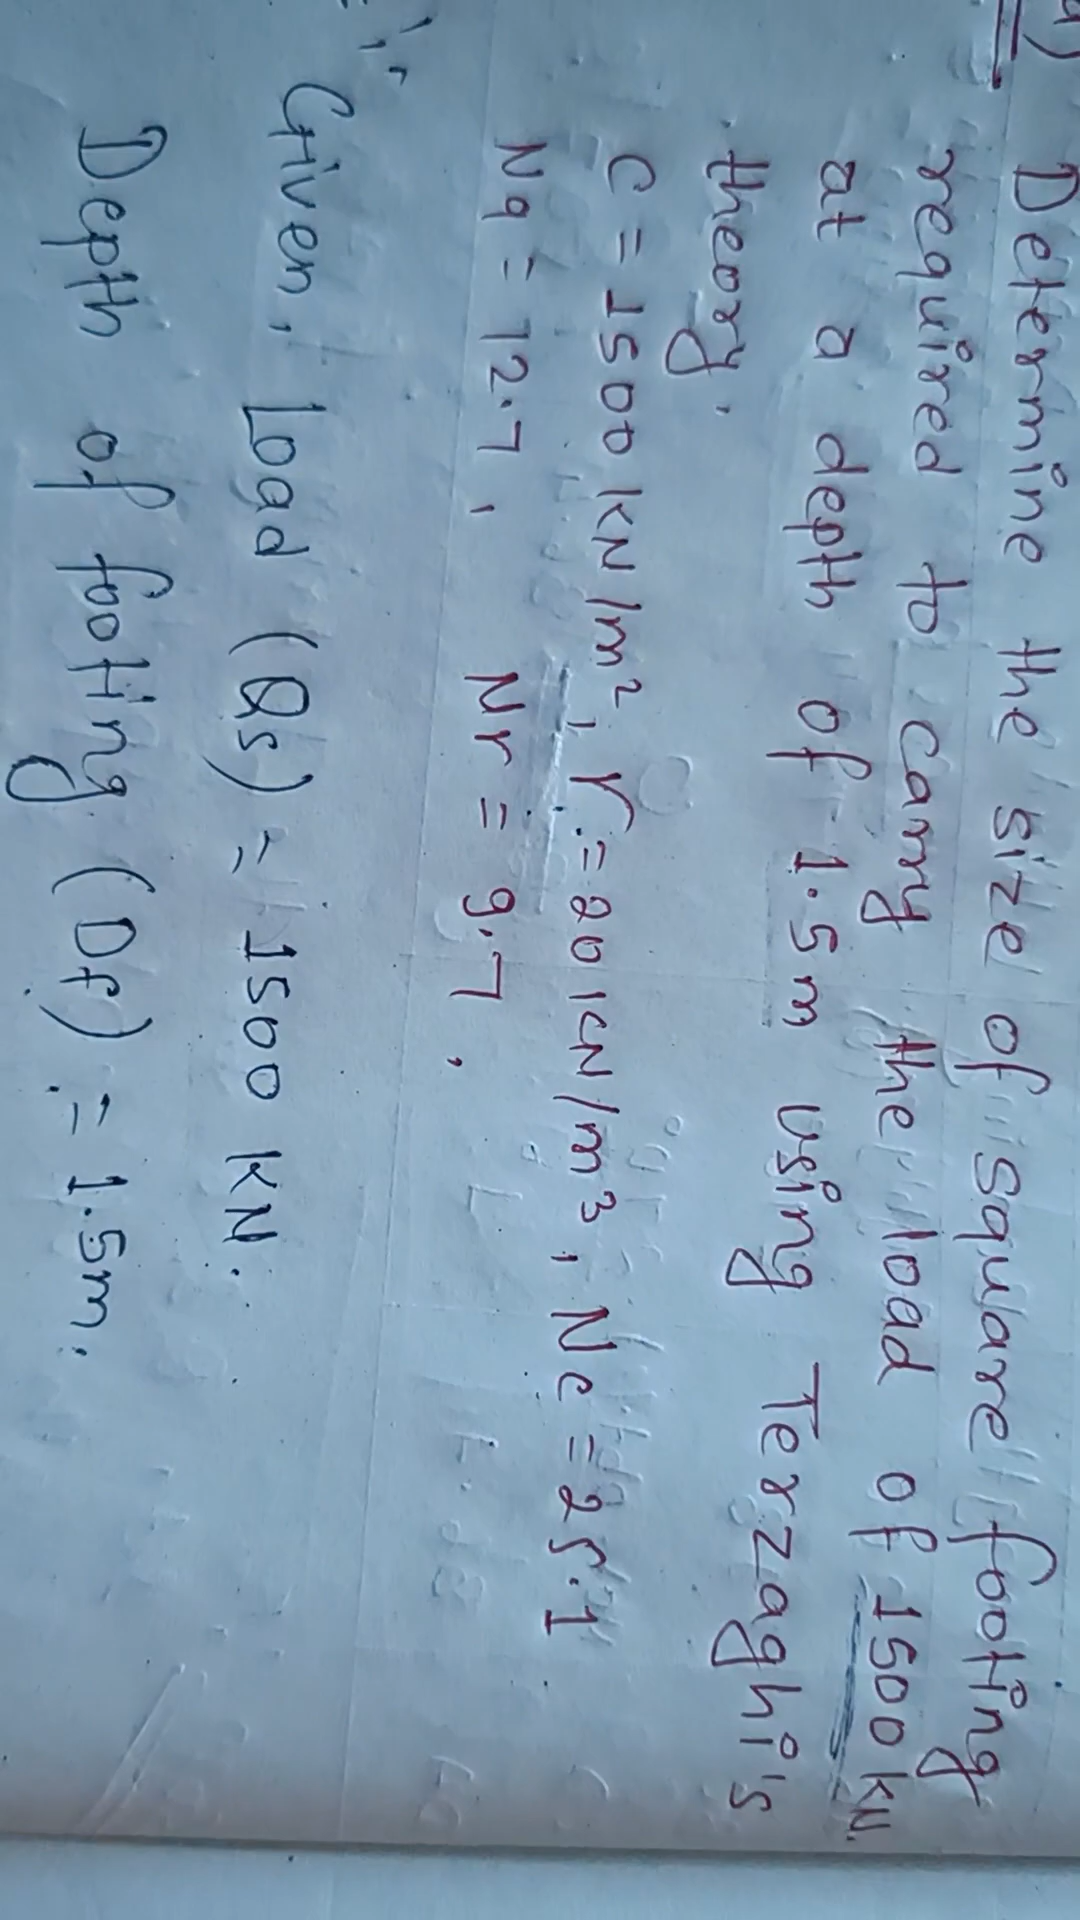 Determine the size of square footing
required to carry the load of 1500 kN
at a depth of 1.5m using Terzaghi's
theory.
C = 1500 kN/m², γ = 20 kN/m³, Nc = 25.1
Nq = 12.7, Nr = 9.7,
Given, Load (Qs) = 1500 kN.
Depth of footing (Df) = 1.5m.